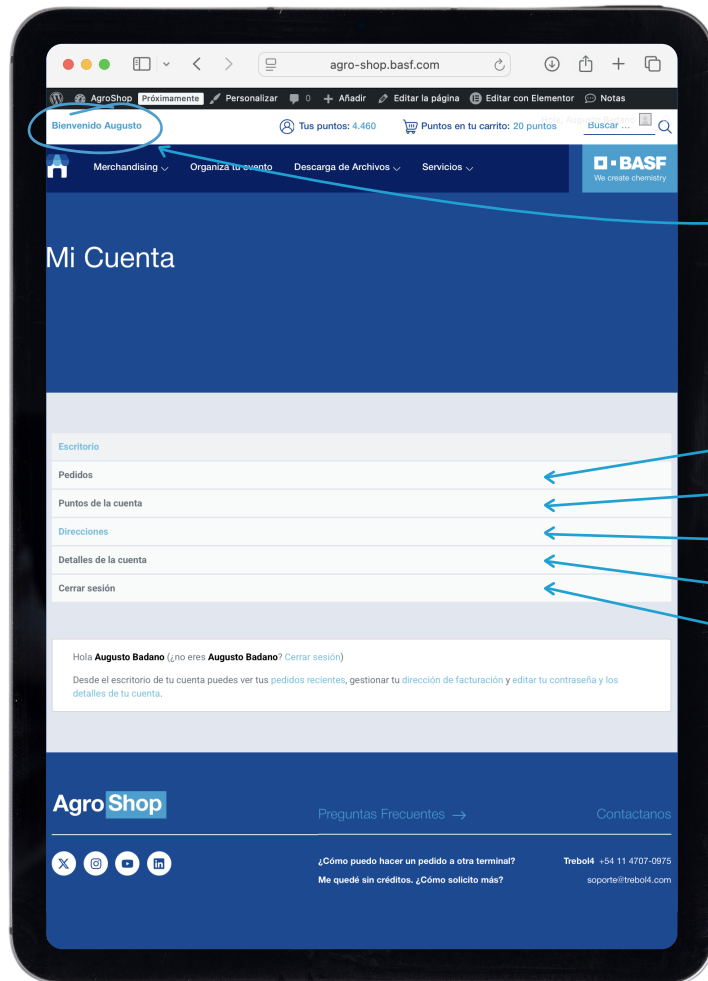 agro-shop.basf.com
AgroShop Próximamente Personalizar 0 Añadir Editar la página Editar con Elementor Notas
Bienvenido Augusto Tus puntos: 4.460 Puntos en tu carrito: 20 puntos Buscar ...
Merchandising Organizá tu evento Descarga de Archivos Servicios
BASF
We create chemistry
Mi Cuenta
Escritorio
Pedidos
Puntos de la cuenta
Direcciones
Detalles de la cuenta
Cerrar sesión
Hola Augusto Badano (¿no eres Augusto Badano? Cerrar sesión)
Desde el escritorio de tu cuenta puedes ver tus pedidos recientes, gestionar tu dirección de facturación y editar tu contraseña y los
detalles de tu cuenta.
Agro Shop
Preguntas Frecuentes → Contactanos
¿Cómo puedo hacer un pedido a otra terminal? Trebol4 +54 11 4707-0975
Me quedé sin créditos. ¿Cómo solicito más? soporte@trebol4.com